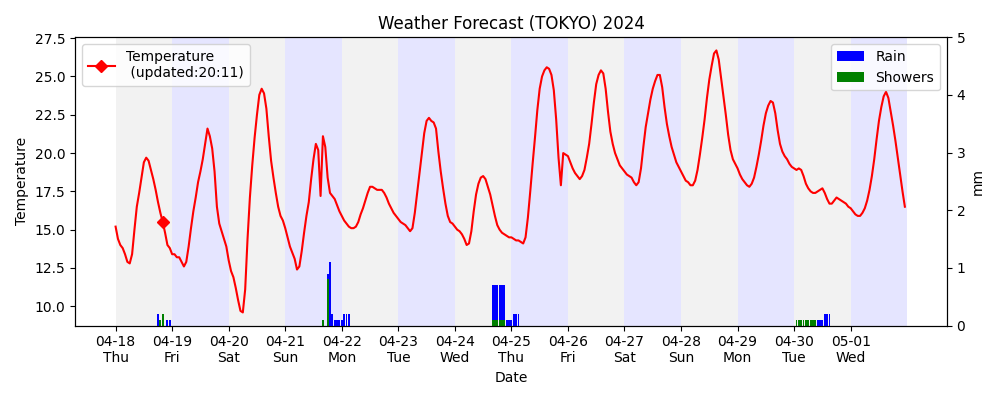 Weather Forecast (TOKYO) 2024
Temperature
(updated:20:11)
Rain
Showers
27.5
25.0
22.5
20.0
17.5
15.0
12.5
10.0
Temperature
5
4
3
2
1
0
mm
04-18 04-19 04-20 04-21 04-22 04-23 04-24 04-25 04-26 04-27 04-28 04-29 04-30 05-01
Thu Fri Sat Sun Mon Tue Wed Thu Fri Sat Sun Mon Tue Wed
Date